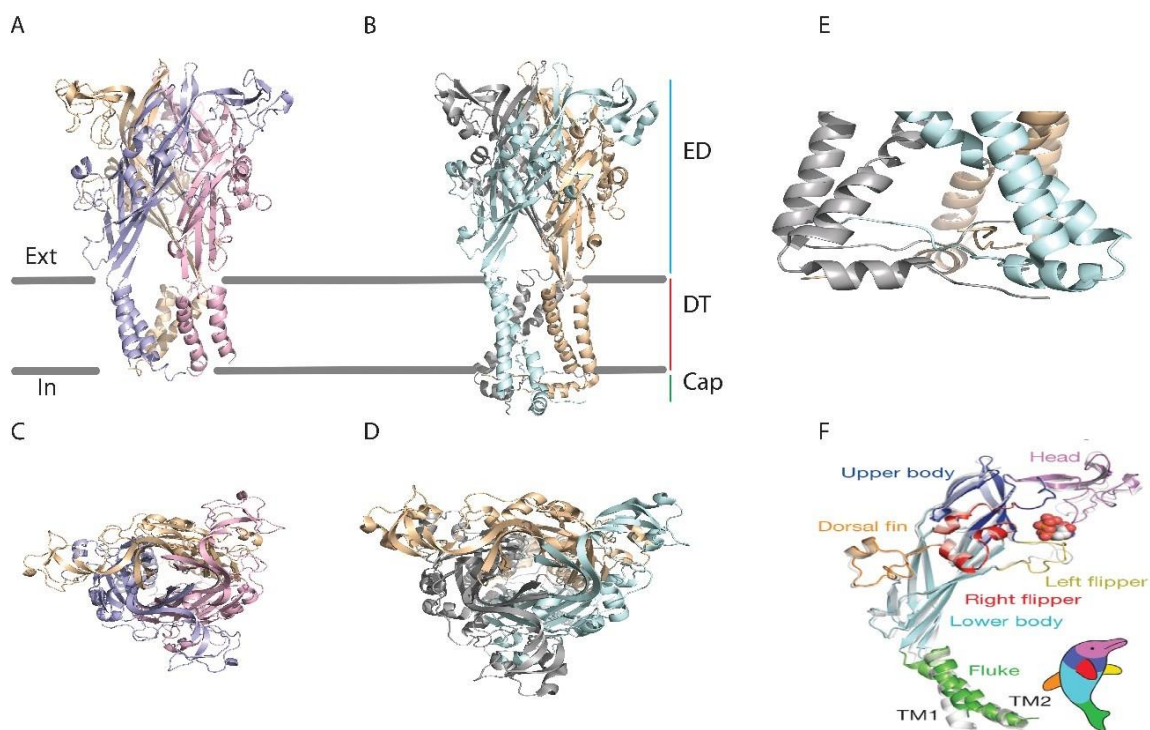 A
B
E
ED
Ext
DT
In
Cap
C
D
F
Head
Upper body
Dorsal fin
Left flipper
Right flipper
Lower body
Fluke
TM2
TM1